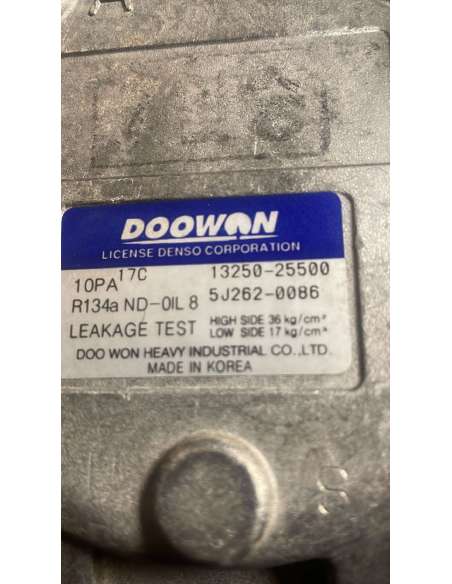 DOOWON
LICENSE DENSO CORPORATION
10PA17C 13250-25500
R134a ND-OIL 8 5J262-0086
LEAKAGE TEST HIGH SIDE 36 kg/cm²
LOW SIDE 17 kg/cm²
DOO WON HEAVY INDUSTRIAL CO.,LTD.
MADE IN KOREA